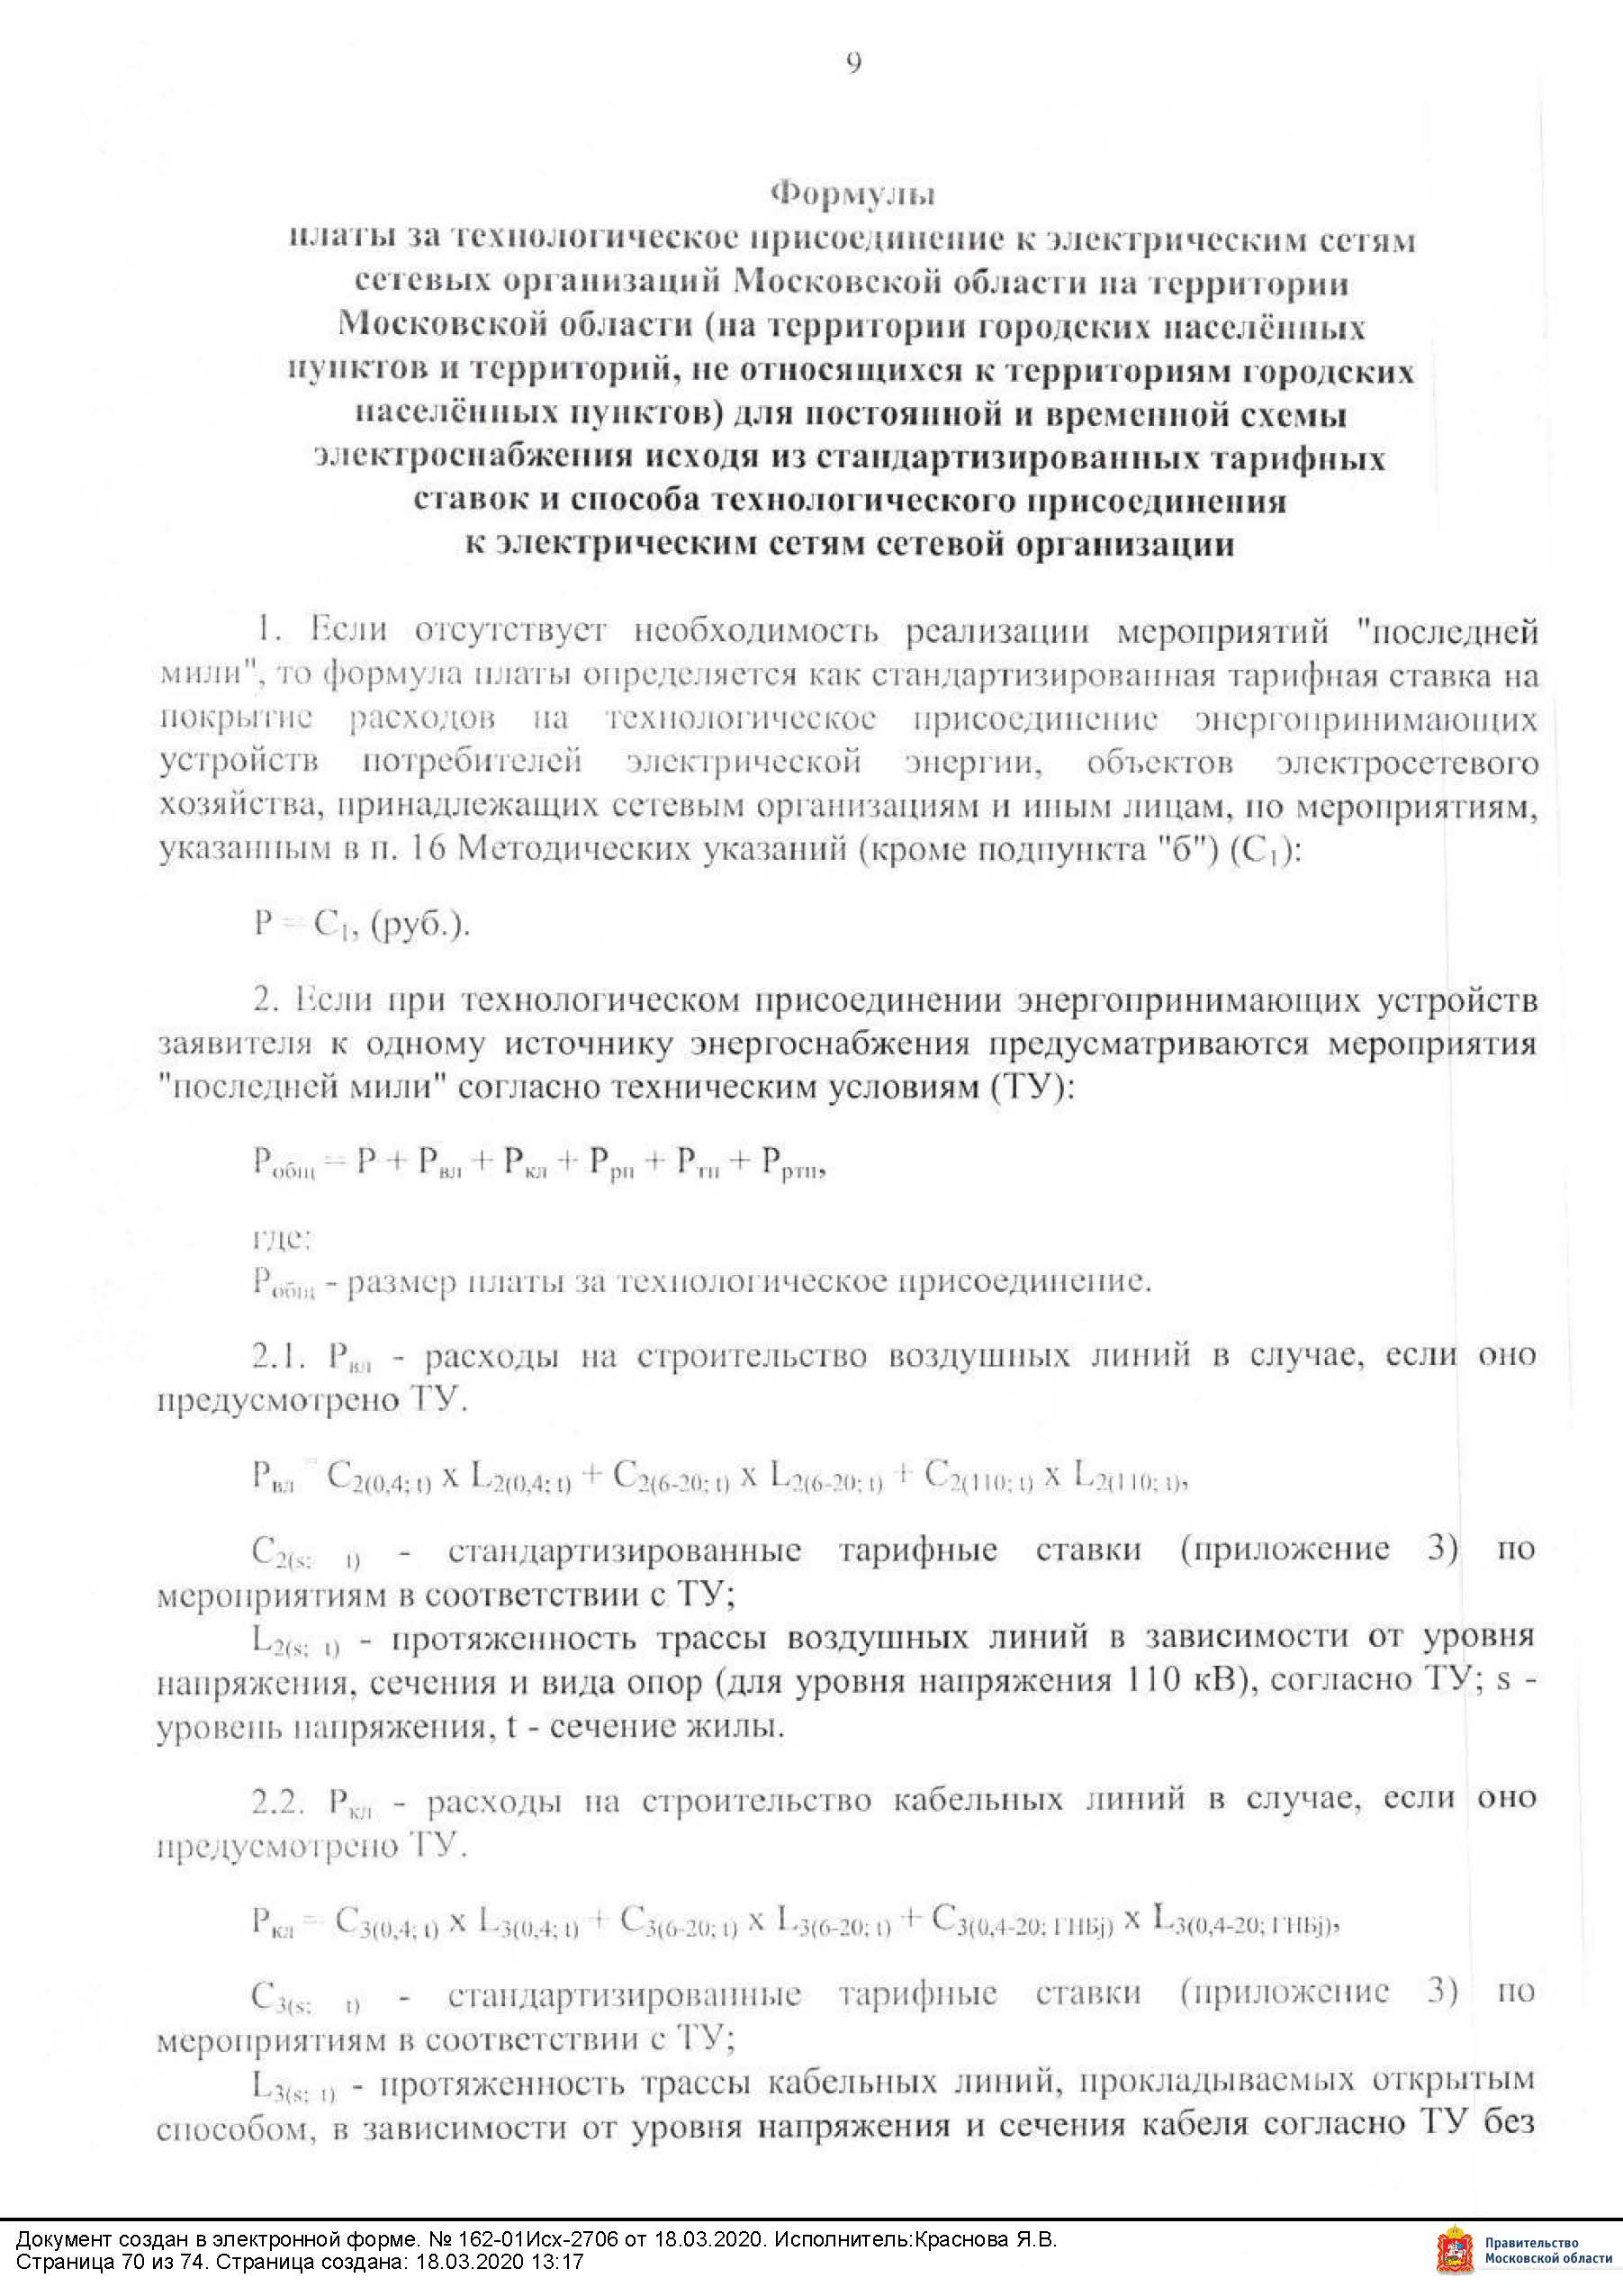 9
Формулы
платы за технологическое присоединение к электрическим сетям
сетевых организаций Московской области на территории
Московской области (на территории городских населённых
пунктов и территорий, не относящихся к территориям городских
населённых пунктов) для постоянной и временной схемы
электроснабжения исходя из стандартизированных тарифных
ставок и способа технологического присоединения
к электрическим сетям сетевой организации
1. Если отсутствует необходимость реализации мероприятий "последней
мили", то формула платы определяется как стандартизированная тарифная ставка на
покрытие расходов на технологическое присоединение энергопринимающих
устройств потребителей электрической энергии, объектов электросетевого
хозяйства, принадлежащих сетевым организациям и иным лицам, по мероприятиям,
указанным в п. 16 Методических указаний (кроме подпункта "б") (С1):
Р = С1, (руб.).
2. Если при технологическом присоединении энергопринимающих устройств
заявителя к одному источнику энергоснабжения предусматриваются мероприятия
"последней мили" согласно техническим условиям (ТУ):
Робщ = Р + Рвл + Ркл + Ррп + Ртп + Рртп,
где:
Робщ - размер платы за технологическое присоединение.
2.1. Рвл - расходы на строительство воздушных линий в случае, если оно
предусмотрено ТУ.
Рвл = С2(0,4; t) x L2(0,4; t) + С2(6-20; t) x L2(6-20; t) + С2(110; t) x L2(110; t),
С2(s; t) - стандартизированные тарифные ставки (приложение 3) по
мероприятиям в соответствии с ТУ;
L2(s; t) - протяженность трассы воздушных линий в зависимости от уровня
напряжения, сечения и вида опор (для уровня напряжения 110 кВ), согласно ТУ; s -
уровень напряжения, t - сечение жилы.
2.2. Ркл - расходы на строительство кабельных линий в случае, если оно
предусмотрено ТУ.
Ркл = С3(0,4; t) x L3(0,4; t) + С3(6-20; t) x L3(6-20; t) + С3(0,4-20; ГНБj) x L3(0,4-20; ГНБj),
С3(s; t) - стандартизированные тарифные ставки (приложение 3) по
мероприятиям в соответствии с ТУ;
L3(s; t) - протяженность трассы кабельных линий, прокладываемых открытым
способом, в зависимости от уровня напряжения и сечения кабеля согласно ТУ без
Документ создан в электронной форме. № 162-01Исх-2706 от 18.03.2020. Исполнитель:Краснова Я.В.
Страница 70 из 74. Страница создана: 18.03.2020 13:17
Правительство
Московской области